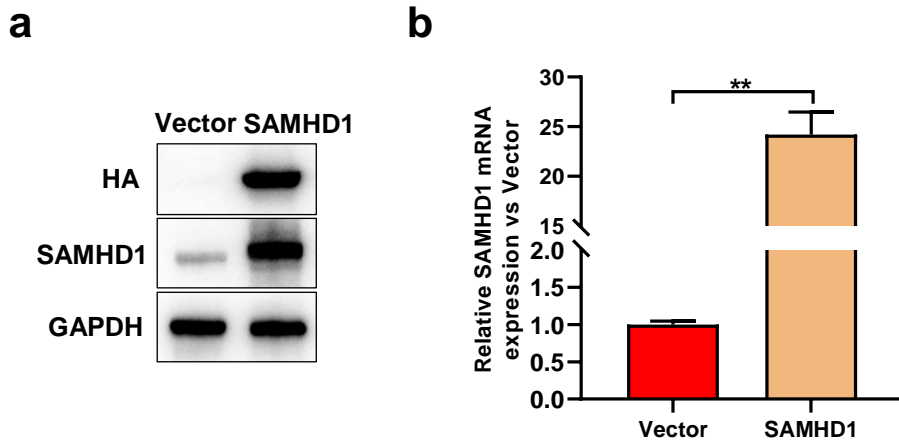 a
Vector SAMHD1
HA
SAMHD1
GAPDH
b
Relative SAMHD1 mRNA
expression vs Vector
30
25
20
15
2.0
1.5
1.0
0.5
0.0
**
Vector
SAMHD1